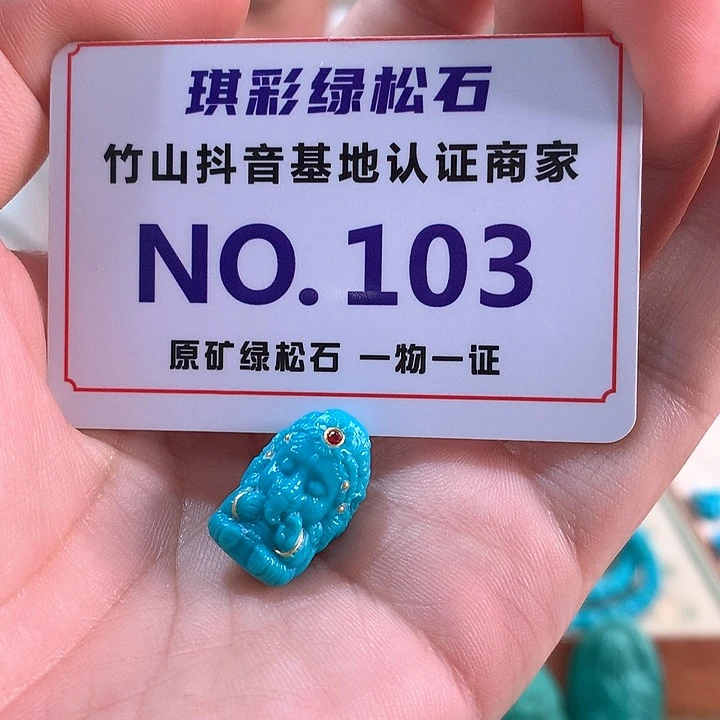 琪彩绿松石
竹山抖音基地认证商家
NO.103
原矿绿松石 一物一证